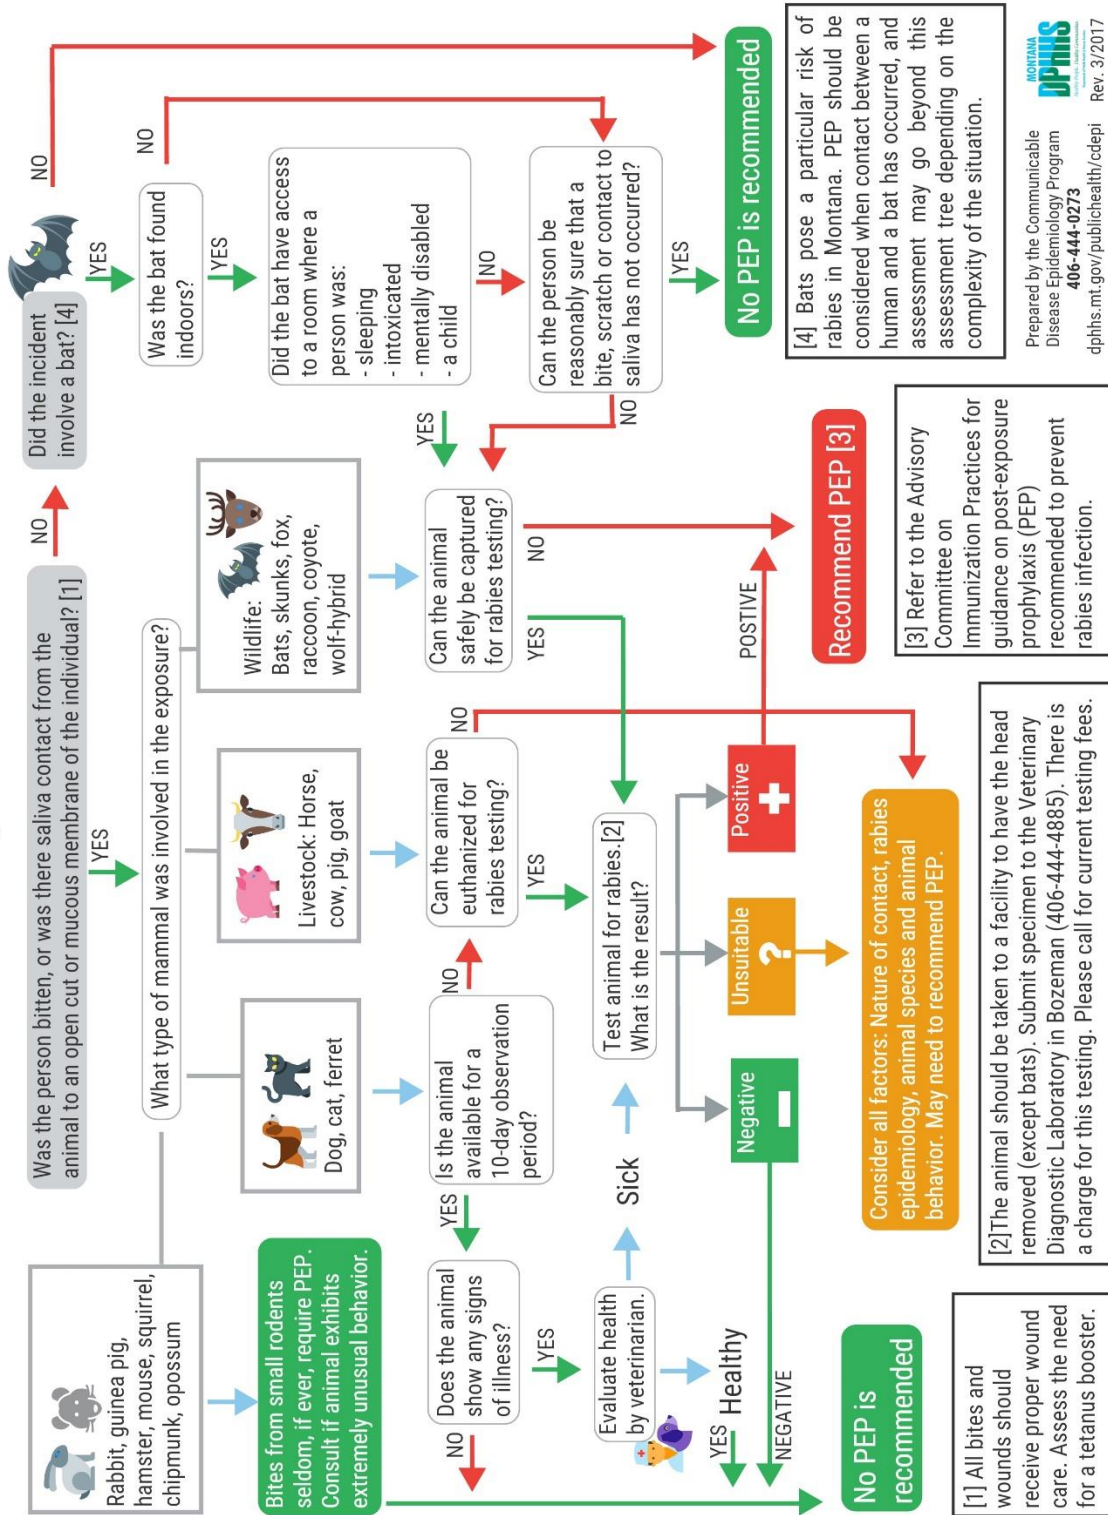 Was the person bitten, or was there saliva contact from the
animal to an open cut or mucous membrane of the individual? [1]
NO
Did the incident
involve a bat? [4]
NO
YES
YES
What type of mammal was involved in the exposure?
Was the bat found
indoors?
NO
YES
Rabbit, guinea pig,
hamster, mouse, squirrel,
chipmunk, opossum
Dog, cat, ferret
Livestock: Horse,
cow, pig, goat
Wildlife:
Bats, skunks, fox,
raccoon, coyote,
wolf-hybrid
Did the bat have access
to a room where a
person was:
- sleeping
- intoxicated
- mentally disabled
- a child
YES
NO
Bites from small rodents
seldom, if ever, require PEP.
Consult if animal exhibits
extremely unusual behavior.
Is the animal
available for a
10-day observation
period?
YES
NO
Can the animal be
euthanized for
rabies testing?
YES
NO
Can the animal
safely be captured
for rabies testing?
YES
NO
Can the person be
reasonably sure that a
bite, scratch or contact to
saliva has not occurred?
NO
YES
Does the animal
show any signs
of illness?
NO
YES
Evaluate health
by veterinarian.
Sick
Healthy
YES
Test animal for rabies.[2]
What is the result?
Negative
Unsuitable
?
Positive
NEGATIVE
POSTIVE
No PEP is
recommended
Consider all factors: Nature of contact, rabies
epidemiology, animal species and animal
behavior. May need to recommend PEP.
Recommend PEP [3]
No PEP is recommended
[1] All bites and
wounds should
receive proper wound
care. Assess the need
for a tetanus booster.
[2]The animal should be taken to a facility to have the head
removed (except bats). Submit specimen to the Veterinary
Diagnostic Laboratory in Bozeman (406-444-4885). There is
a charge for this testing. Please call for current testing fees.
[3] Refer to the Advisory
Committee on
Immunization Practices for
guidance on post-exposure
prophylaxis (PEP)
recommended to prevent
rabies infection.
[4] Bats pose a particular risk of
rabies in Montana. PEP should be
considered when contact between a
human and a bat has occurred, and
assessment may go beyond this
assessment tree depending on the
complexity of the situation.
Prepared by the Communicable
Disease Epidemiology Program
406-444-0273
dphhs.mt.gov/publichealth/cdepi
MONTANA
DPHHS
Rev. 3/2017